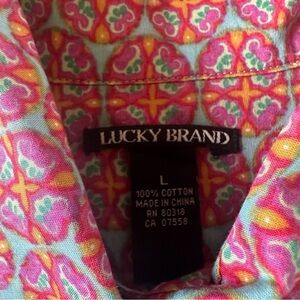 LUCKY BRAND
L
100% COTTON
MADE IN CHINA
RN 80318
CA 07558